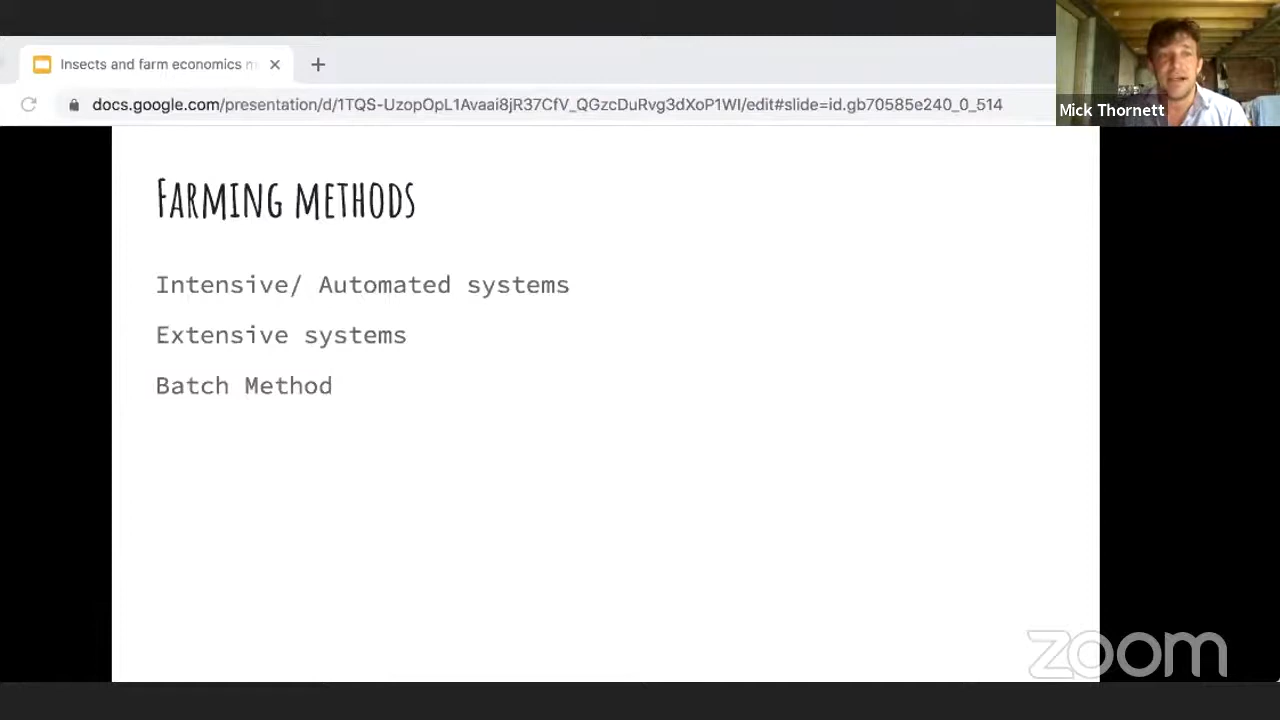 Insects and farm economics m
docs.google.com/presentation/d/1TQS-UzopOpL1Avaai8jR37CfV_QGzcDuRvg3dXoP1WI/edit#slide=id.gb70585e240_0_514
Mick Thornett
Farming methods
Intensive/ Automated systems
Extensive systems
Batch Method
zoom